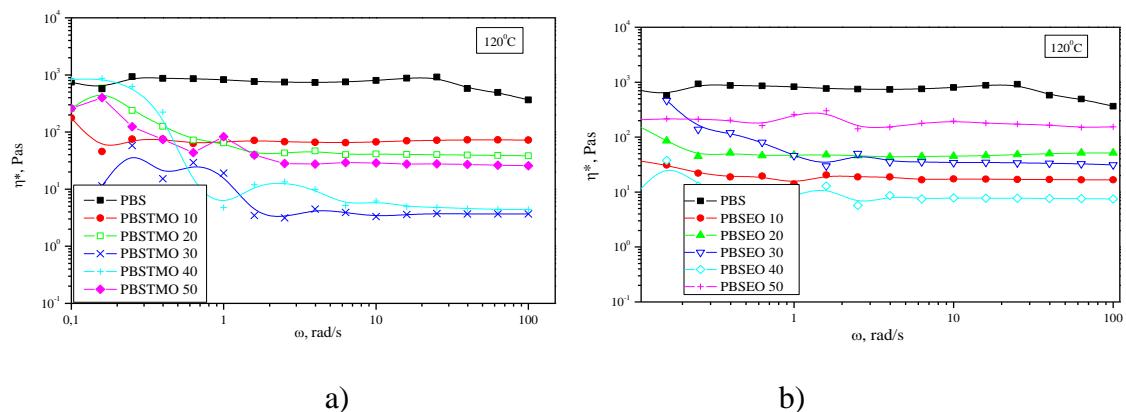 10⁴
10³
10²
10¹
10⁰
10⁻¹
η*, Pas
120⁰C
PBS
PBSTMO 10
PBSTMO 20
PBSTMO 30
PBSTMO 40
PBSTMO 50
0,1
1
10
100
ω, rad/s
a)
10⁴
10³
10²
10¹
10⁰
10⁻¹
η*, Pas
120⁰C
PBS
PBSEO 10
PBSEO 20
PBSEO 30
PBSEO 40
PBSEO 50
1
10
100
ω, rad/s
b)